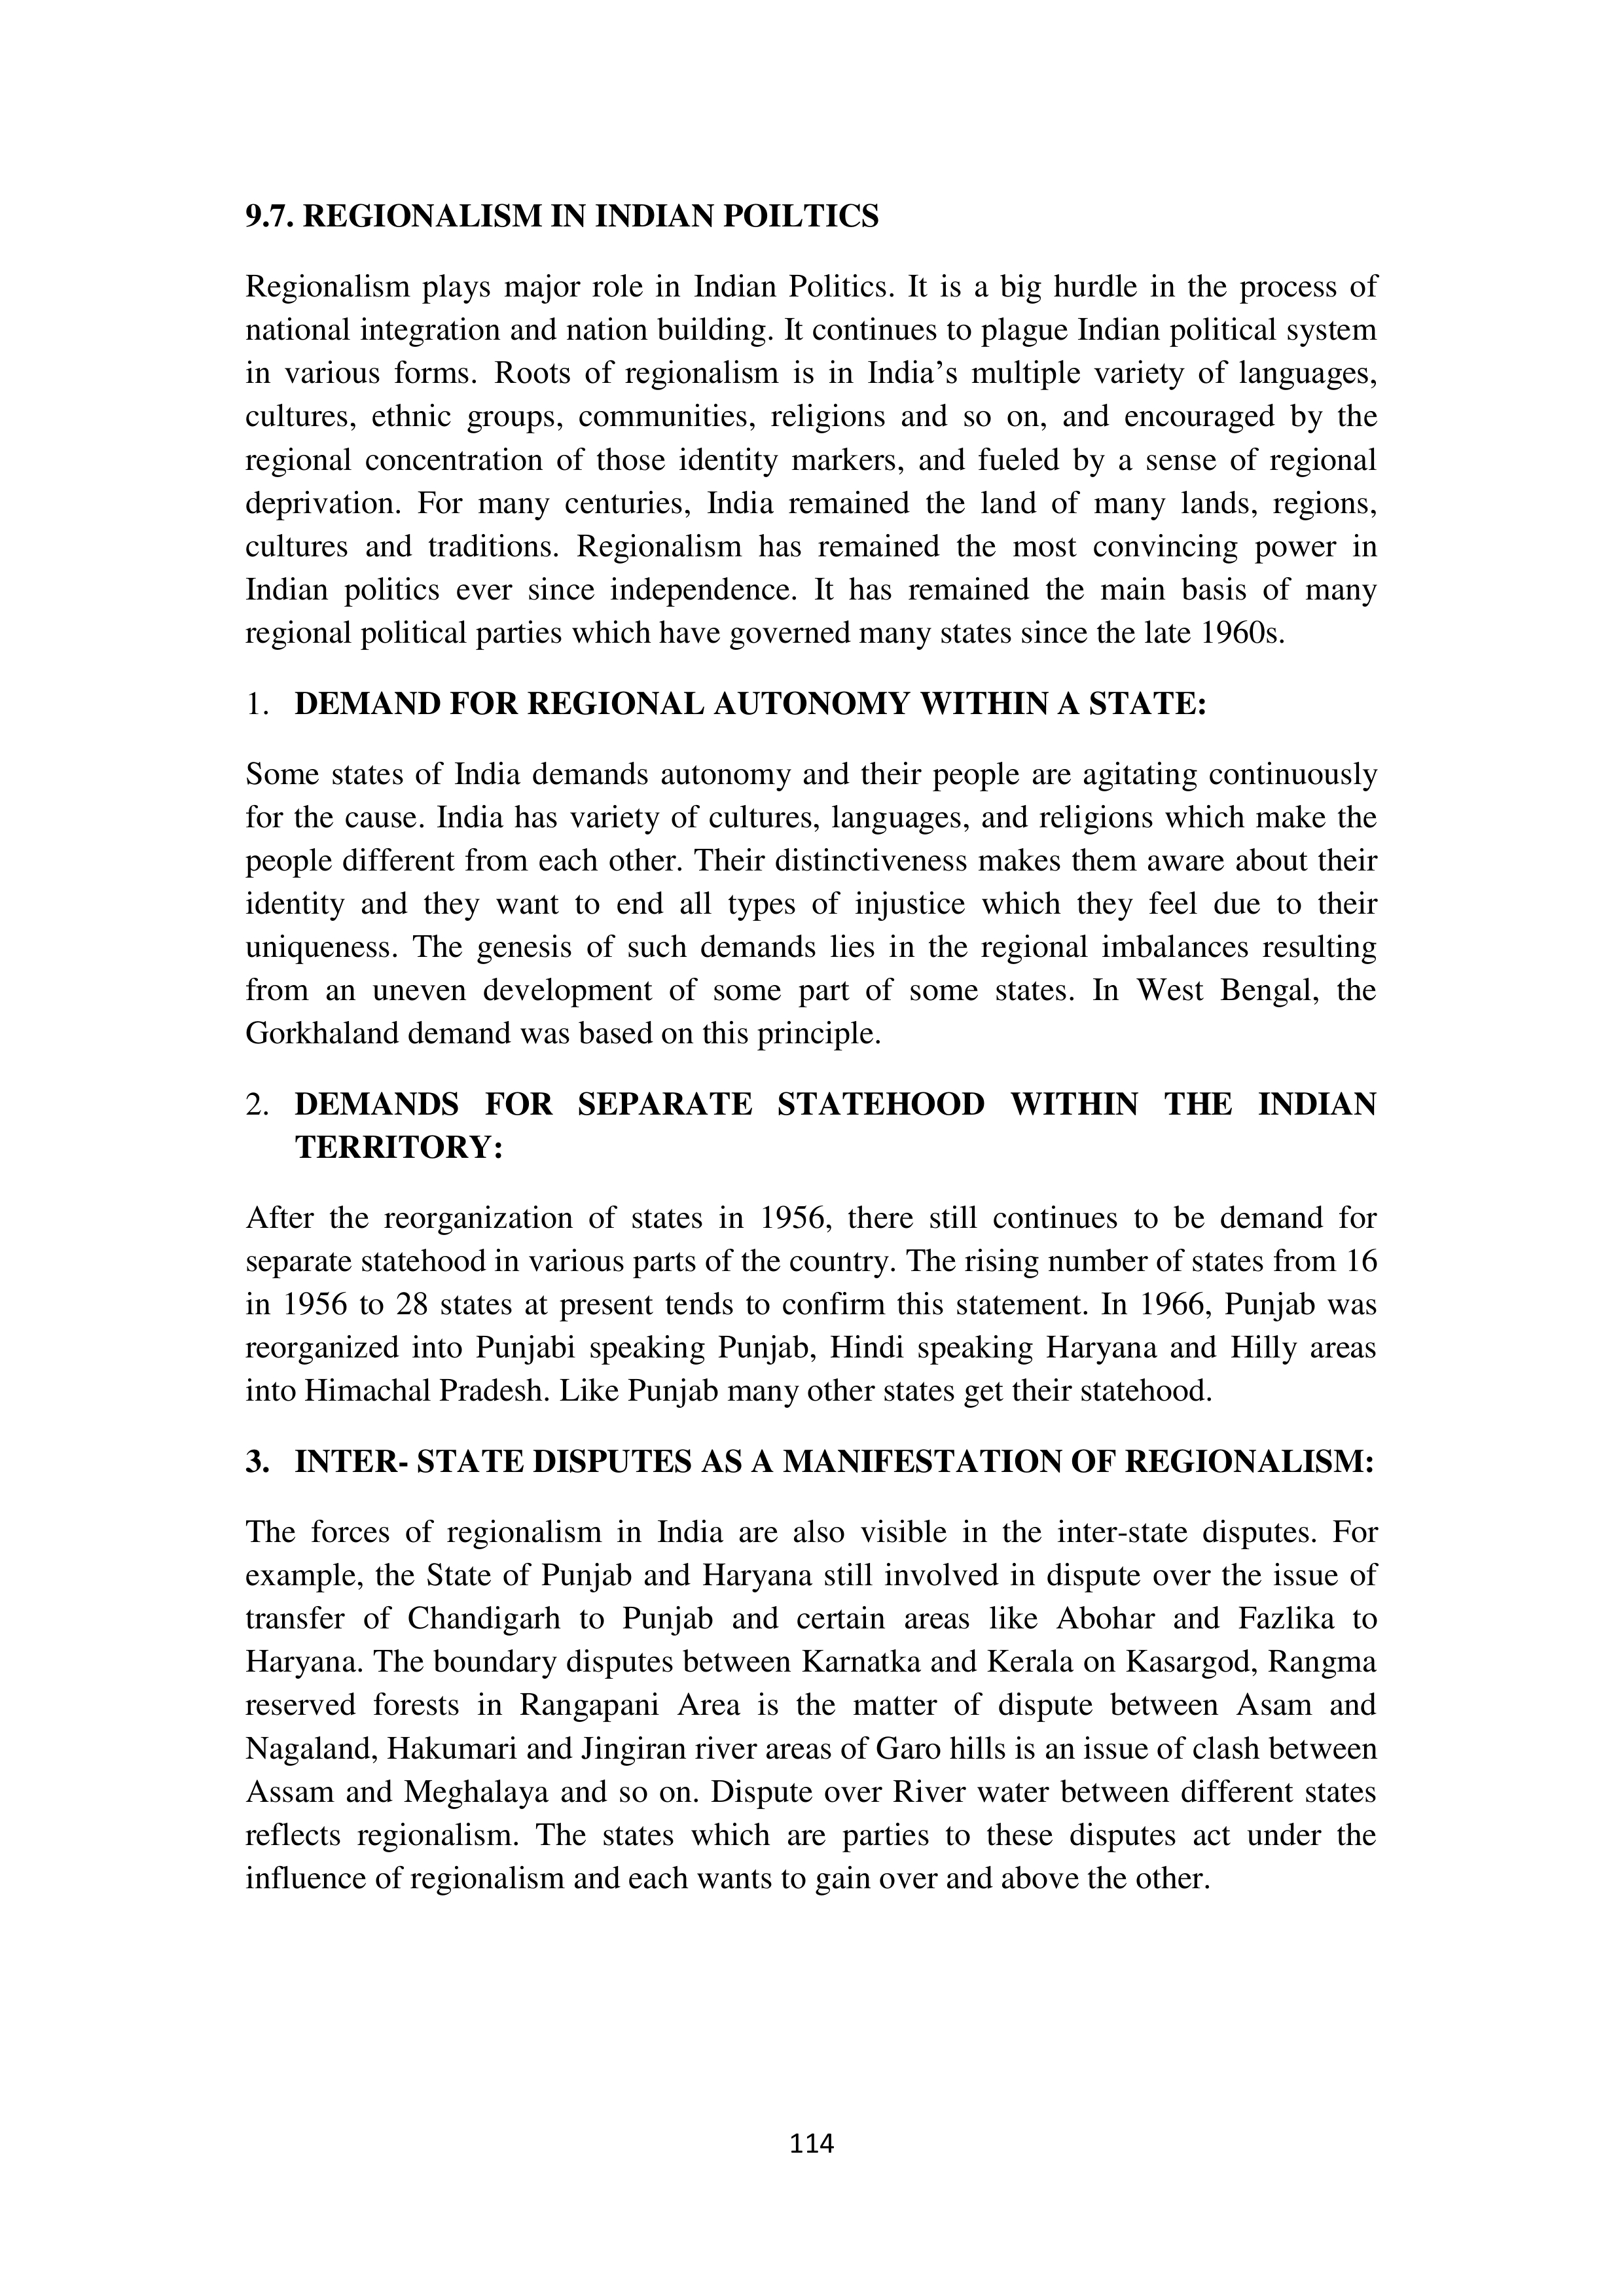 9.7. REGIONALISM IN INDIAN POILTICS
Regionalism plays major role in Indian Politics. It is a big hurdle in the process of
national integration and nation building. It continues to plague Indian political system
in various forms. Roots of regionalism is in India’s multiple variety of languages,
cultures, ethnic groups, communities, religions and so on, and encouraged by the
regional concentration of those identity markers, and fueled by a sense of regional
deprivation. For many centuries, India remained the land of many lands, regions,
cultures and traditions. Regionalism has remained the most convincing power in
Indian politics ever since independence. It has remained the main basis of many
regional political parties which have governed many states since the late 1960s.
1. DEMAND FOR REGIONAL AUTONOMY WITHIN A STATE:
Some states of India demands autonomy and their people are agitating continuously
for the cause. India has variety of cultures, languages, and religions which make the
people different from each other. Their distinctiveness makes them aware about their
identity and they want to end all types of injustice which they feel due to their
uniqueness. The genesis of such demands lies in the regional imbalances resulting
from an uneven development of some part of some states. In West Bengal, the
Gorkhaland demand was based on this principle.
2. DEMANDS FOR SEPARATE STATEHOOD WITHIN THE INDIAN
TERRITORY:
After the reorganization of states in 1956, there still continues to be demand for
separate statehood in various parts of the country. The rising number of states from 16
in 1956 to 28 states at present tends to confirm this statement. In 1966, Punjab was
reorganized into Punjabi speaking Punjab, Hindi speaking Haryana and Hilly areas
into Himachal Pradesh. Like Punjab many other states get their statehood.
3. INTER- STATE DISPUTES AS A MANIFESTATION OF REGIONALISM:
The forces of regionalism in India are also visible in the inter-state disputes. For
example, the State of Punjab and Haryana still involved in dispute over the issue of
transfer of Chandigarh to Punjab and certain areas like Abohar and Fazlika to
Haryana. The boundary disputes between Karnatka and Kerala on Kasargod, Rangma
reserved forests in Rangapani Area is the matter of dispute between Asam and
Nagaland, Hakumari and Jingiran river areas of Garo hills is an issue of clash between
Assam and Meghalaya and so on. Dispute over River water between different states
reflects regionalism. The states which are parties to these disputes act under the
influence of regionalism and each wants to gain over and above the other.
114